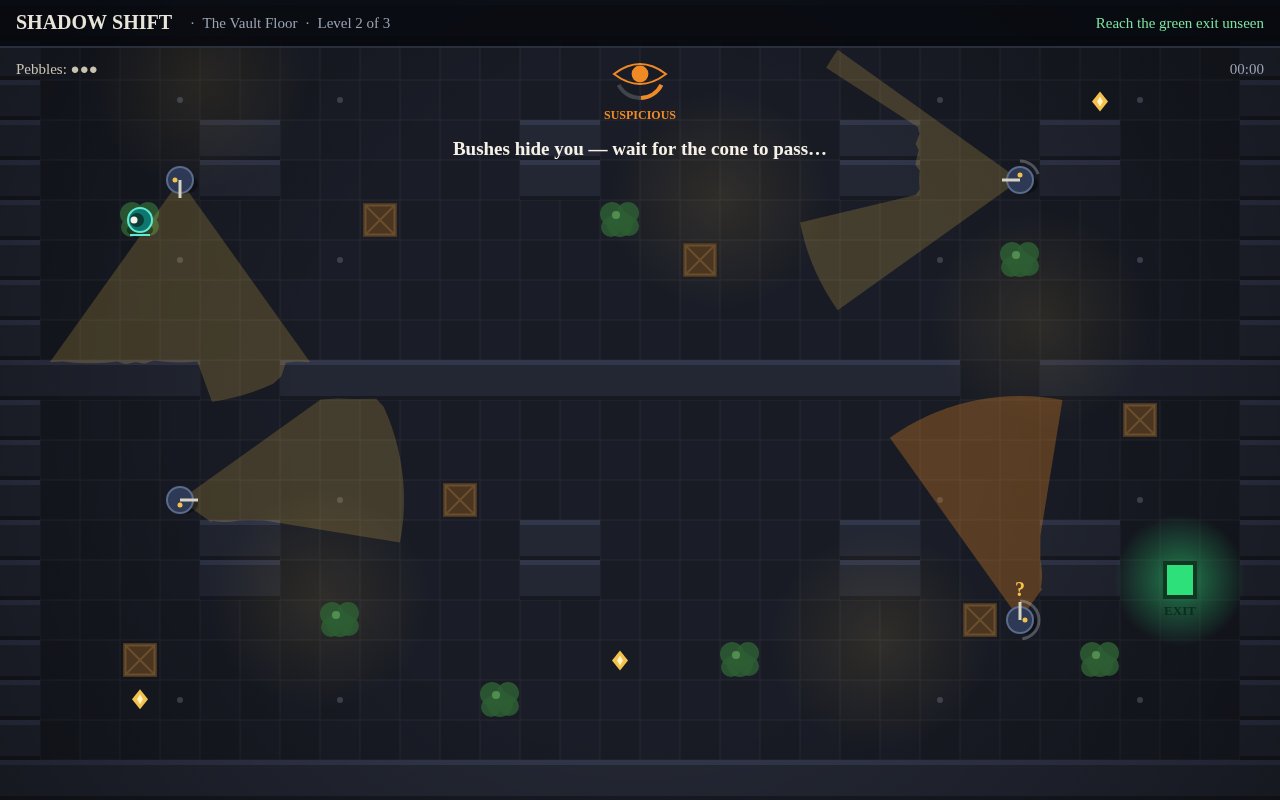 SHADOW SHIFT · The Vault Floor · Level 2 of 3
Reach the green exit unseen
Pebbles: ●●●
00:00
SUSPICIOUS
Bushes hide you — wait for the cone to pass…
?
EXIT